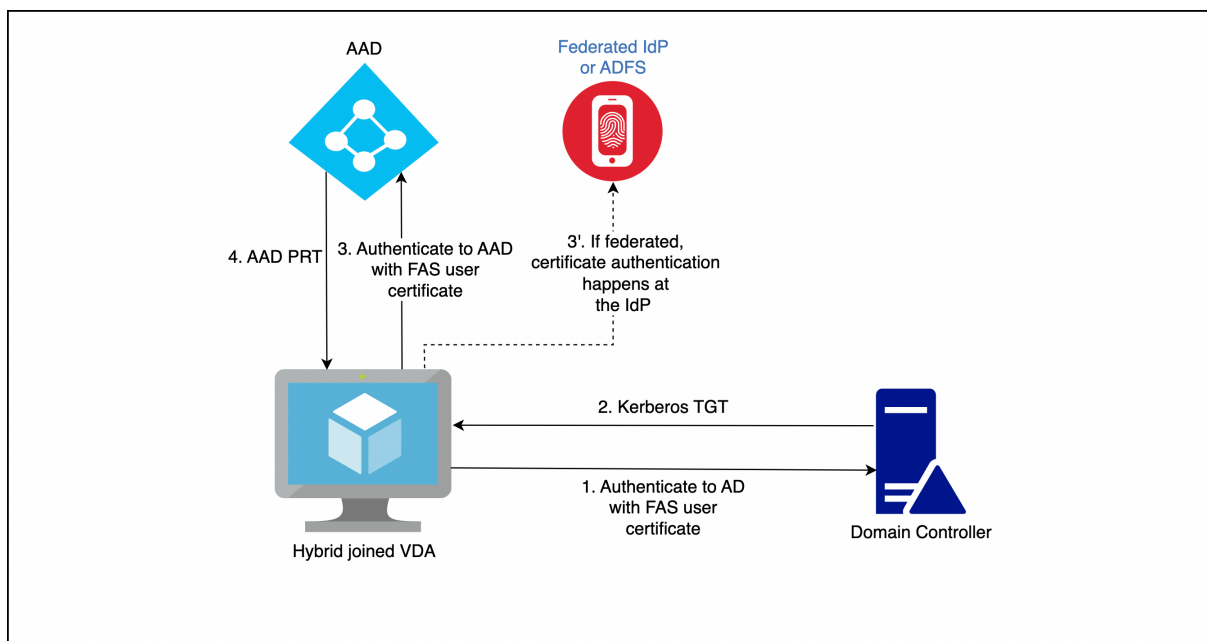 AAD
Federated IdP
or ADFS
4. AAD PRT
3. Authenticate to AAD
with FAS user
certificate
3'. If federated,
certificate authentication
happens at
the IdP
2. Kerberos TGT
1. Authenticate to AD
with FAS user
certificate
Hybrid joined VDA
Domain Controller